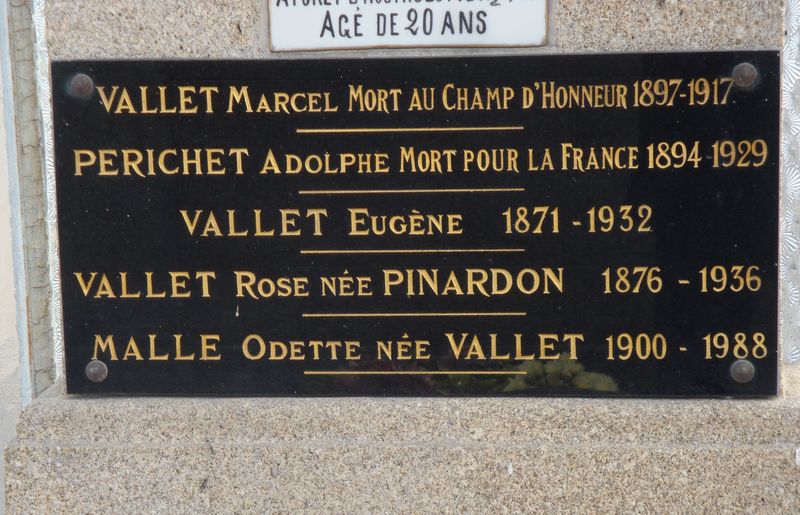 AGÉ DE 20 ANS
VALLET MARCEL MORT AU CHAMP D'HONNEUR 1897-1917
PERICHET ADOLPHE MORT POUR LA FRANCE 1894-1929
VALLET EUGÈNE 1871-1932
VALLET ROSE NÉE PINARDON 1876 - 1936
MALLE ODETTE NÉE VALLET 1900 - 1988